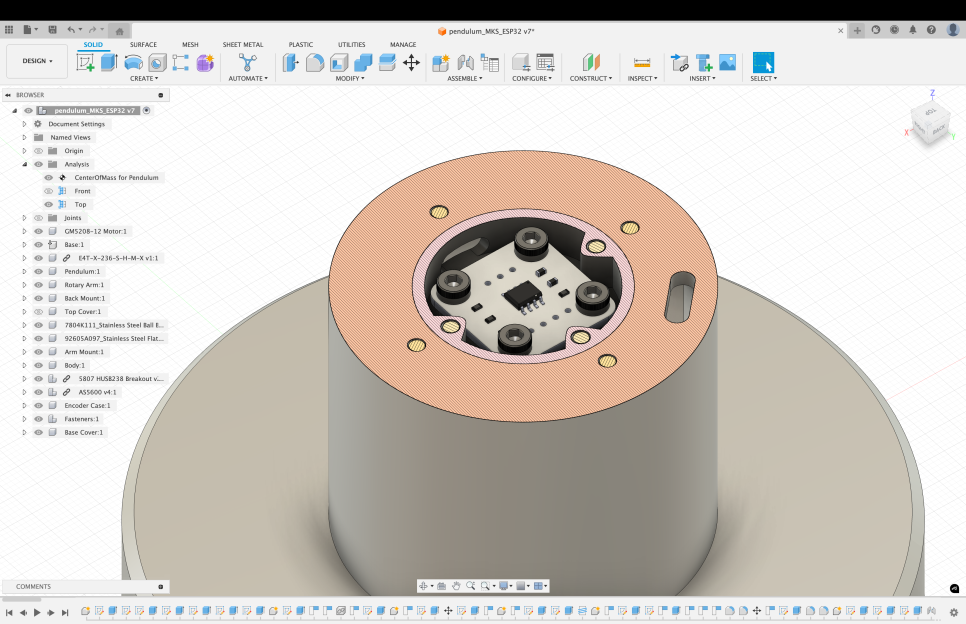 pendulum_MKS_ESP32 v7*
SOLID SURFACE MESH SHEET METAL PLASTIC UTILITIES MANAGE
DESIGN
CREATE AUTOMATE MODIFY ASSEMBLE CONFIGURE CONSTRUCT INSPECT INSERT SELECT
BROWSER
pendulum_MKS_ESP32 v7
Document Settings
Named Views
Origin
Analysis
CenterOfMass for Pendulum
Front
Top
Joints
GM5208-12 Motor:1
Base:1
E4T-X-236-S-H-M-X v1:1
Pendulum:1
Rotary Arm:1
Back Mount:1
Top Cover:1
7804K111_Stainless Steel Ball B...
92605A097_Stainless Steel Flat...
Arm Mount:1
Body:1
5807 HUSB238 Breakout v...
AS5600 v4:1
Encoder Case:1
Fasteners:1
Base Cover:1
Z
TOP
X
BACK
Y
COMMENTS